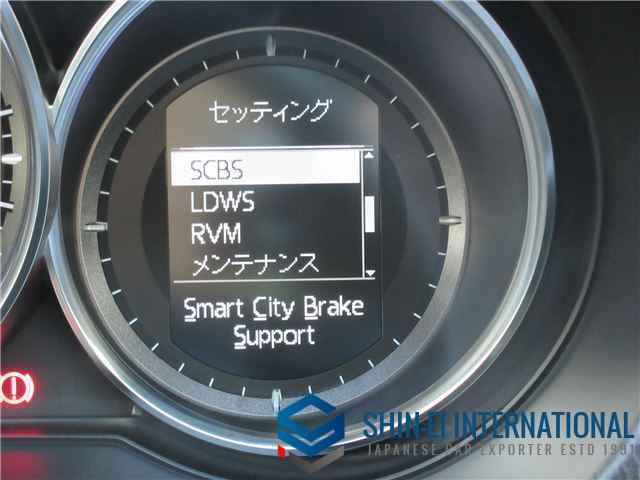 セッティング
SCBS
LDWS
RVM
メンテナンス
Smart City Brake
Support
SHIN-EI INTERNATIONAL
JAPANESE CAR EXPORTER ESTD 1991